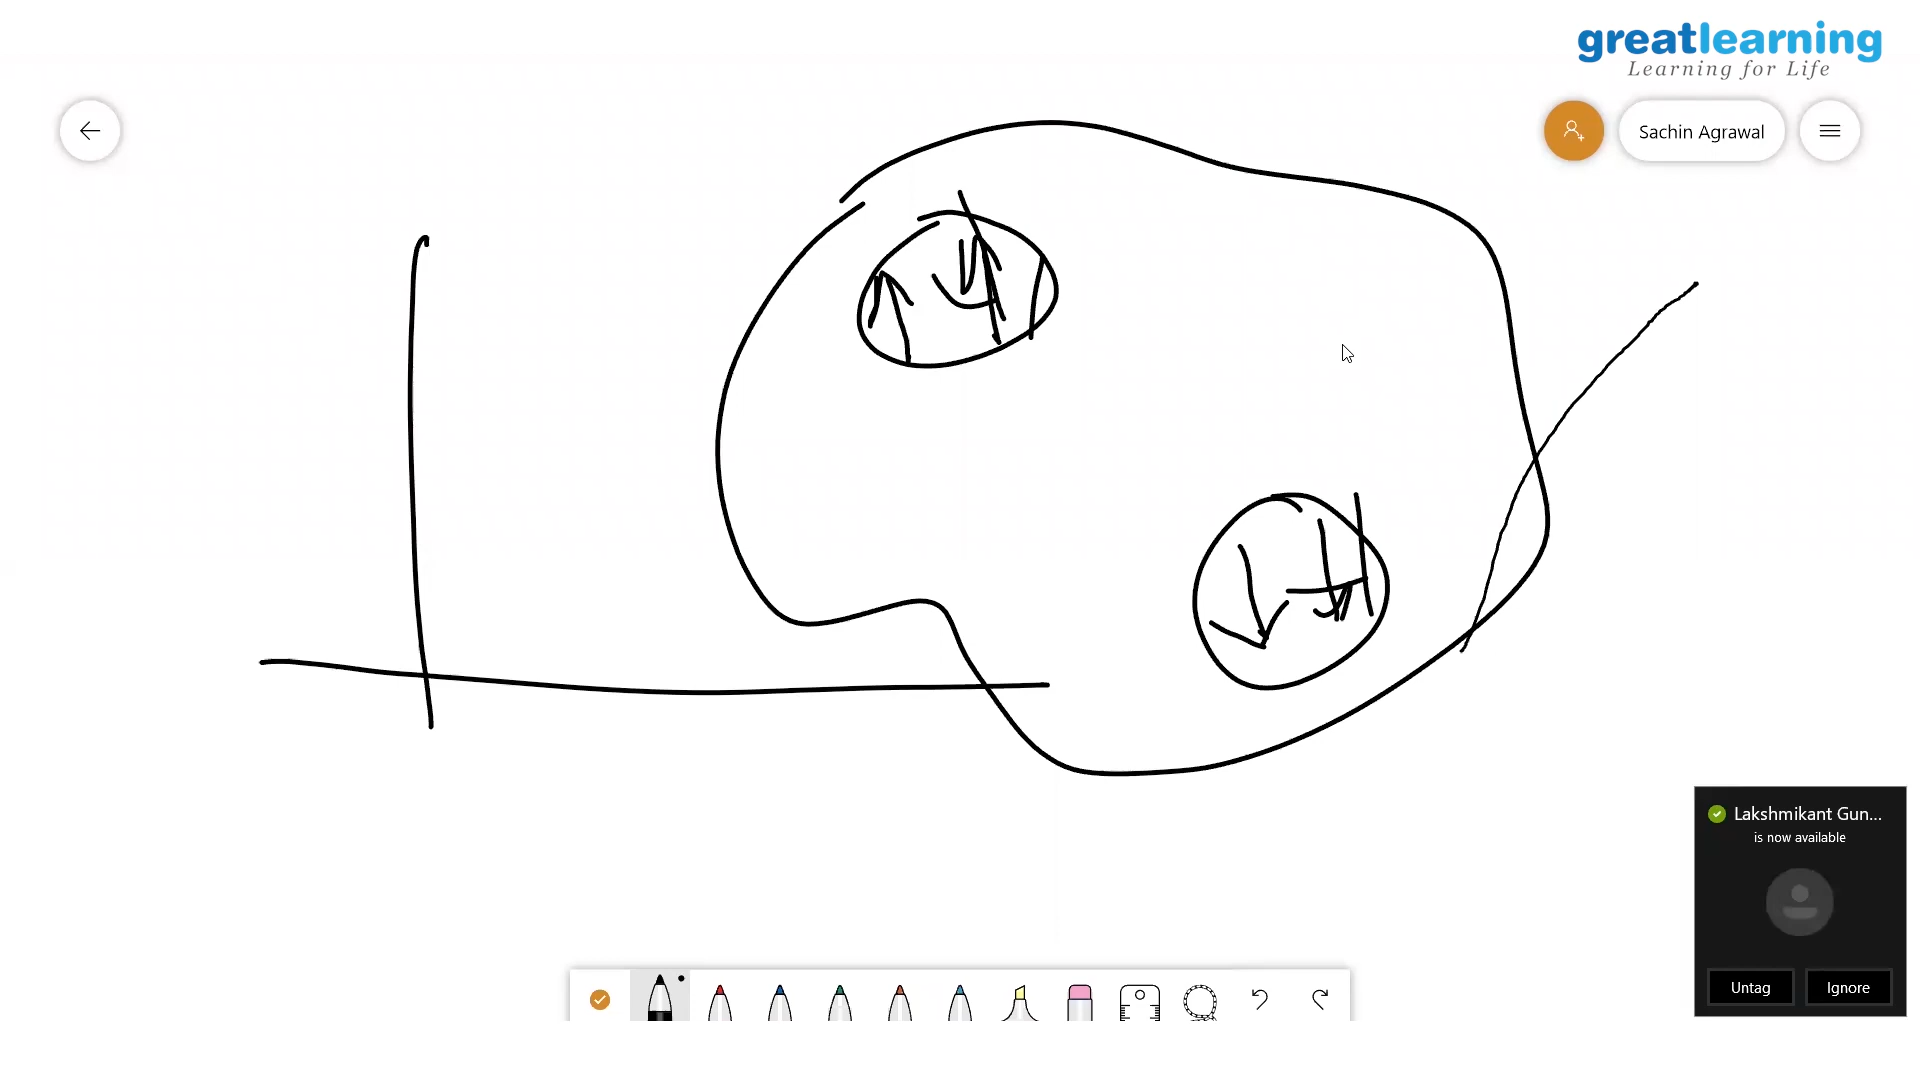 greatlearning
Learning for Life
Sachin Agrawal
Lakshmikant Gun...
is now available
Untag
Ignore